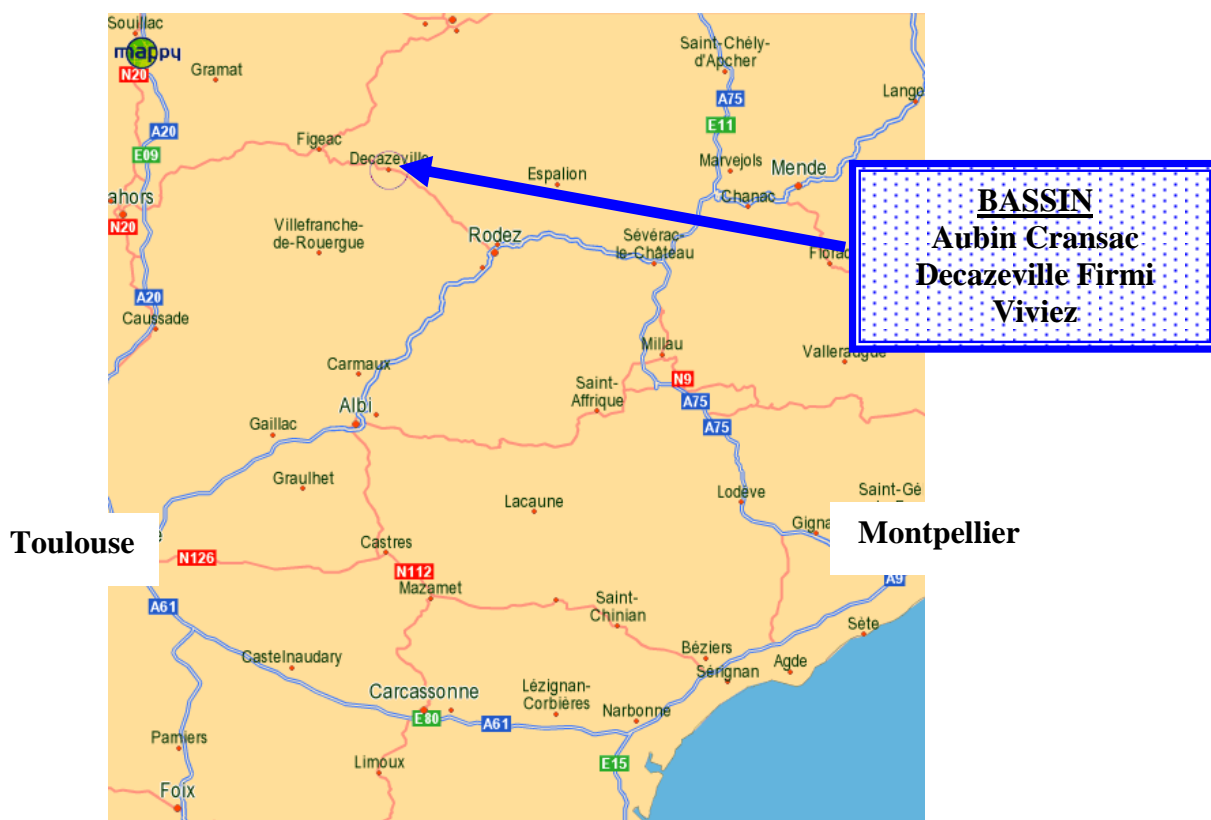 Souillac
mappy
N20
Gramat
Saint-Chély-
d'Apcher
A75
E11
Lange
A20
E09
Figeac
Decazeville
Espalion
Marvejols
Mende
Chanac
ahors
N20
Villefranche-
de-Rouergue
Rodez
Sévérac-
le-Château
Florac
BASSIN
Aubin Cransac
Decazeville Firmi
Viviez
A20
Caussade
Carmaux
Millau
Valleraugue
Saint-
Affrique
N9
A75
A75
Albi
Gaillac
Graulhet
Lacaune
Lodève
Saint-Gé
Gigna
Toulouse
Montpellier
N126
Castres
N112
Mazamet
A9
A61
Saint-
Chinian
Sète
Béziers
Agde
Sérignan
Castelnaudary
Carcassonne
Lézignan-
Corbières
Narbonne
E80
A61
Pamiers
Limoux
E15
Foix